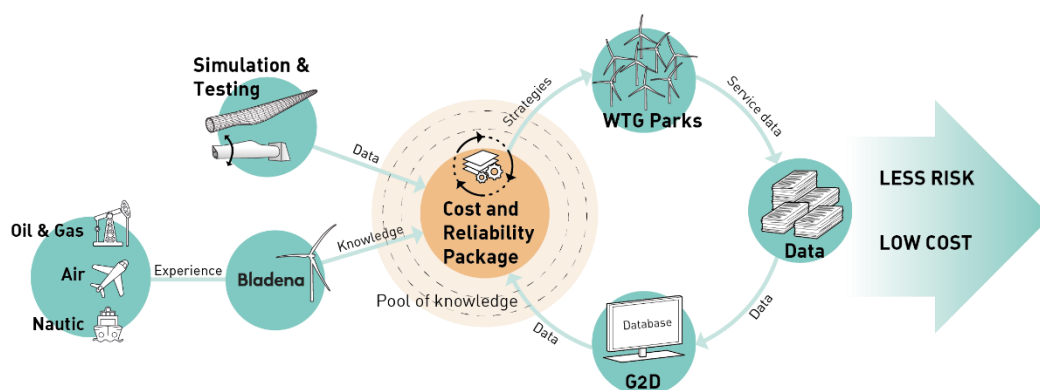 Simulation &
Testing
Data
Oil & Gas
Air
Nautic
Experience
Bladena
Knowledge
Cost and
Reliability
Package
Pool of knowledge
Strategies
WTG Parks
Service data
Data
Data
Database
G2D
Data
LESS RISK
LOW COST